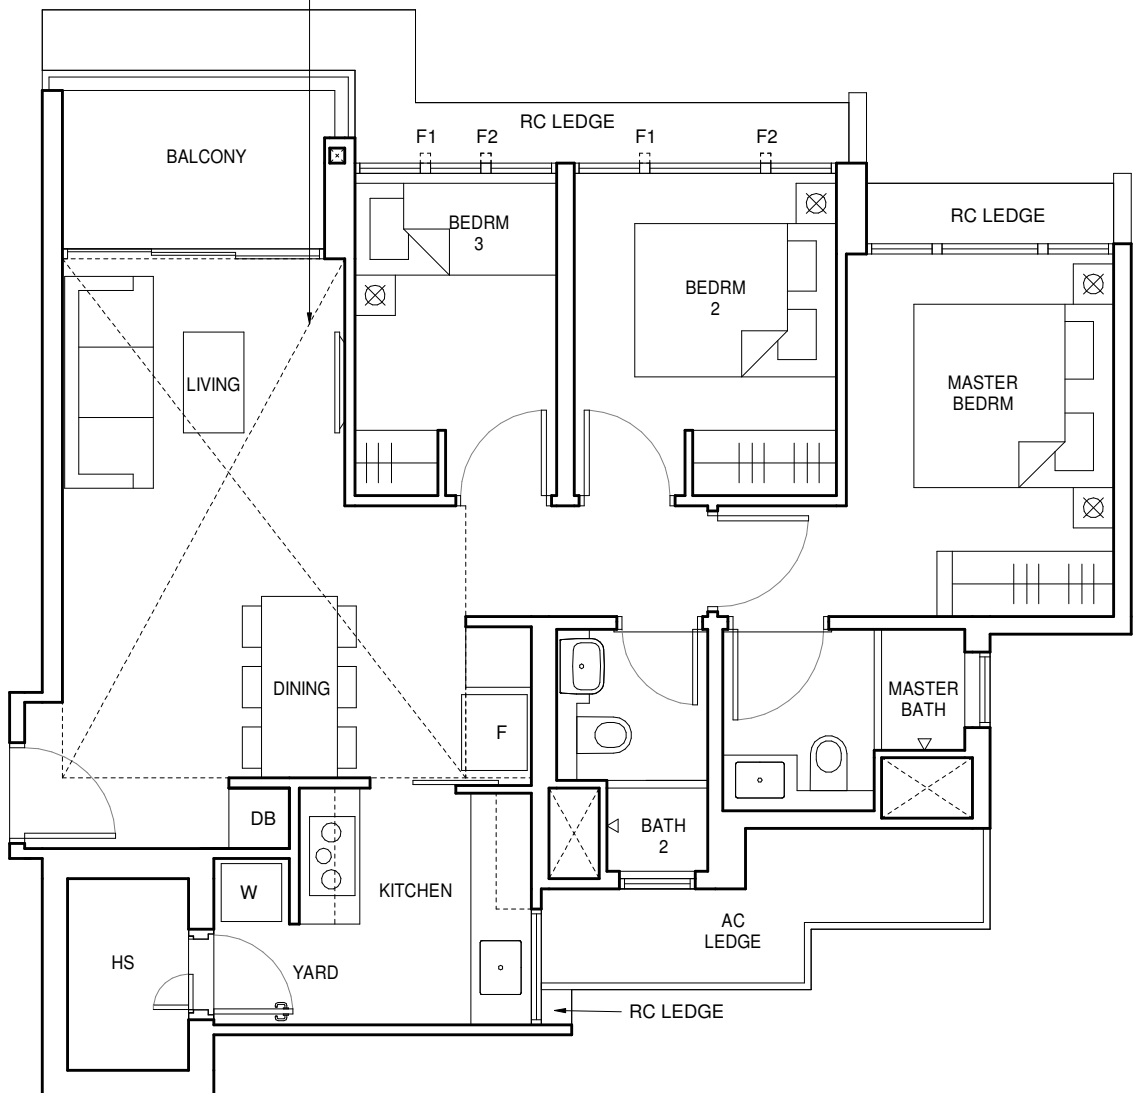 RC LEDGE
F1
F2
F1
F2
BALCONY
RC LEDGE
BEDRM
3
BEDRM
2
LIVING
MASTER
BEDRM
DINING
MASTER
BATH
F
DB
BATH
2
W
KITCHEN
AC
LEDGE
HS
YARD
RC LEDGE